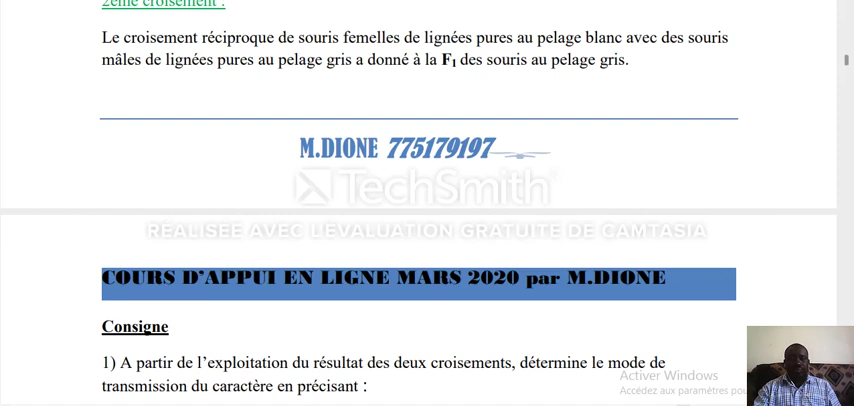 2ème croisement :
Le croisement réciproque de souris femelles de lignées pures au pelage blanc avec des souris
mâles de lignées pures au pelage gris a donné à la F1 des souris au pelage gris.
M.DIONE 775179197
TechSmith
RÉALISÉE AVEC L'ÉVALUATION GRATUITE DE CAMTASIA
COURS D'APPUI EN LIGNE MARS 2020 par M.DIONE
Consigne
1) A partir de l'exploitation du résultat des deux croisements, détermine le mode de
transmission du caractère en précisant :
Activer Windows
Accédez aux paramètres